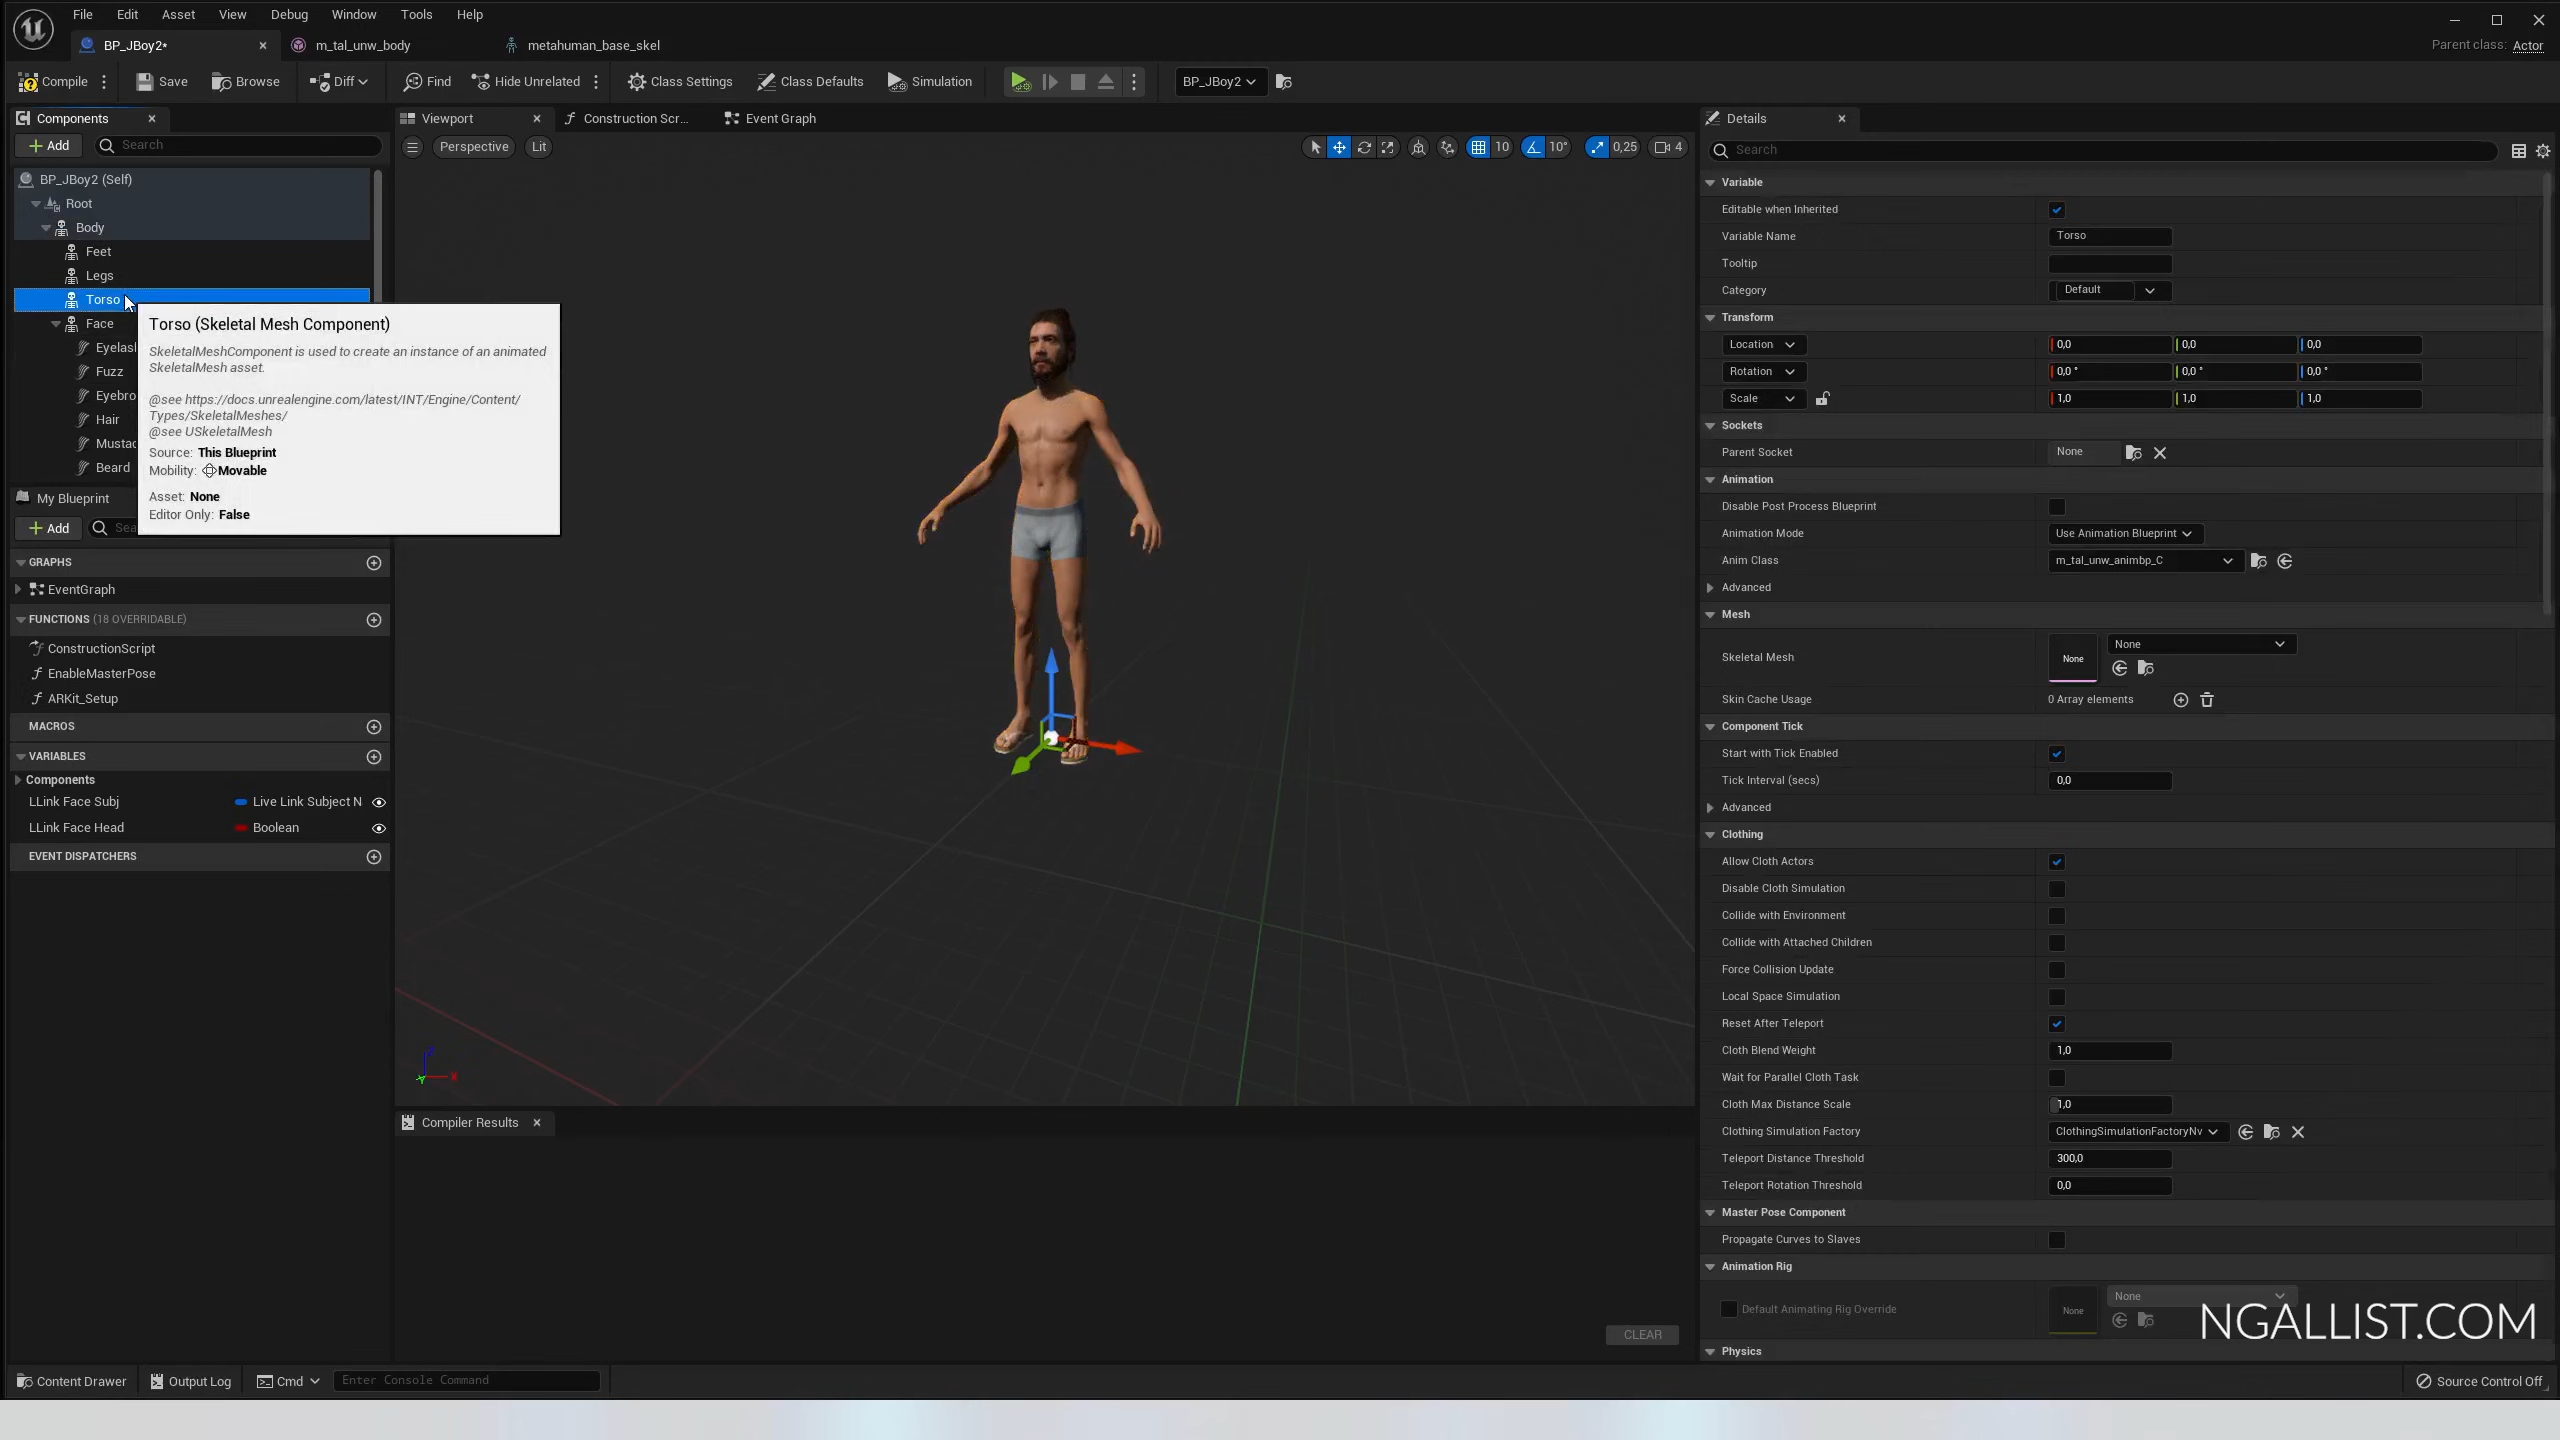 File Edit Asset View Debug Window Tools Help
BP_JBoy2* m_tal_unw_body metahuman_base_skel
Parent class: Actor
Compile Save Browse Diff Find Hide Unrelated Class Settings Class Defaults Simulation BP_JBoy2
Components
Add Search
BP_JBoy2 (Self)
Root
Body
Feet
Legs
Torso
Face
Eyelash
Fuzz
Eyebro
Hair
Mustac
Beard
Torso (Skeletal Mesh Component)
SkeletalMeshComponent is used to create an instance of an animated
SkeletalMesh asset.
@see https://docs.unrealengine.com/latest/INT/Engine/Content/
Types/SkeletalMeshes/
@see USkeletalMesh
Source: This Blueprint
Mobility: Movable
Asset: None
Editor Only: False
My Blueprint
Add Sea
GRAPHS
EventGraph
FUNCTIONS (18 OVERRIDABLE)
ConstructionScript
EnableMasterPose
ARKit_Setup
MACROS
VARIABLES
Components
LLink Face Subj Live Link Subject N
LLink Face Head Boolean
EVENT DISPATCHERS
Viewport Construction Scr... Event Graph
Perspective Lit 10 10° 0,25 4
Compiler Results
CLEAR
Details
Search
Variable
Editable when Inherited
Variable Name Torso
Tooltip
Category Default
Transform
Location 0,0 0,0 0,0
Rotation 0,0 ° 0,0 ° 0,0 °
Scale 1,0 1,0 1,0
Sockets
Parent Socket None
Animation
Disable Post Process Blueprint
Animation Mode Use Animation Blueprint
Anim Class m_tal_unw_animbp_C
Advanced
Mesh
Skeletal Mesh None None
Skin Cache Usage 0 Array elements
Component Tick
Start with Tick Enabled
Tick Interval (secs) 0,0
Advanced
Clothing
Allow Cloth Actors
Disable Cloth Simulation
Collide with Environment
Collide with Attached Children
Force Collision Update
Local Space Simulation
Reset After Teleport
Cloth Blend Weight 1,0
Wait for Parallel Cloth Task
Cloth Max Distance Scale 1,0
Clothing Simulation Factory ClothingSimulationFactoryNv
Teleport Distance Threshold 300,0
Teleport Rotation Threshold 0,0
Master Pose Component
Propagate Curves to Slaves
Animation Rig
Default Animating Rig Override None None
NGALLIST.COM
Physics
Content Drawer Output Log Cmd Enter Console Command Source Control Off
X